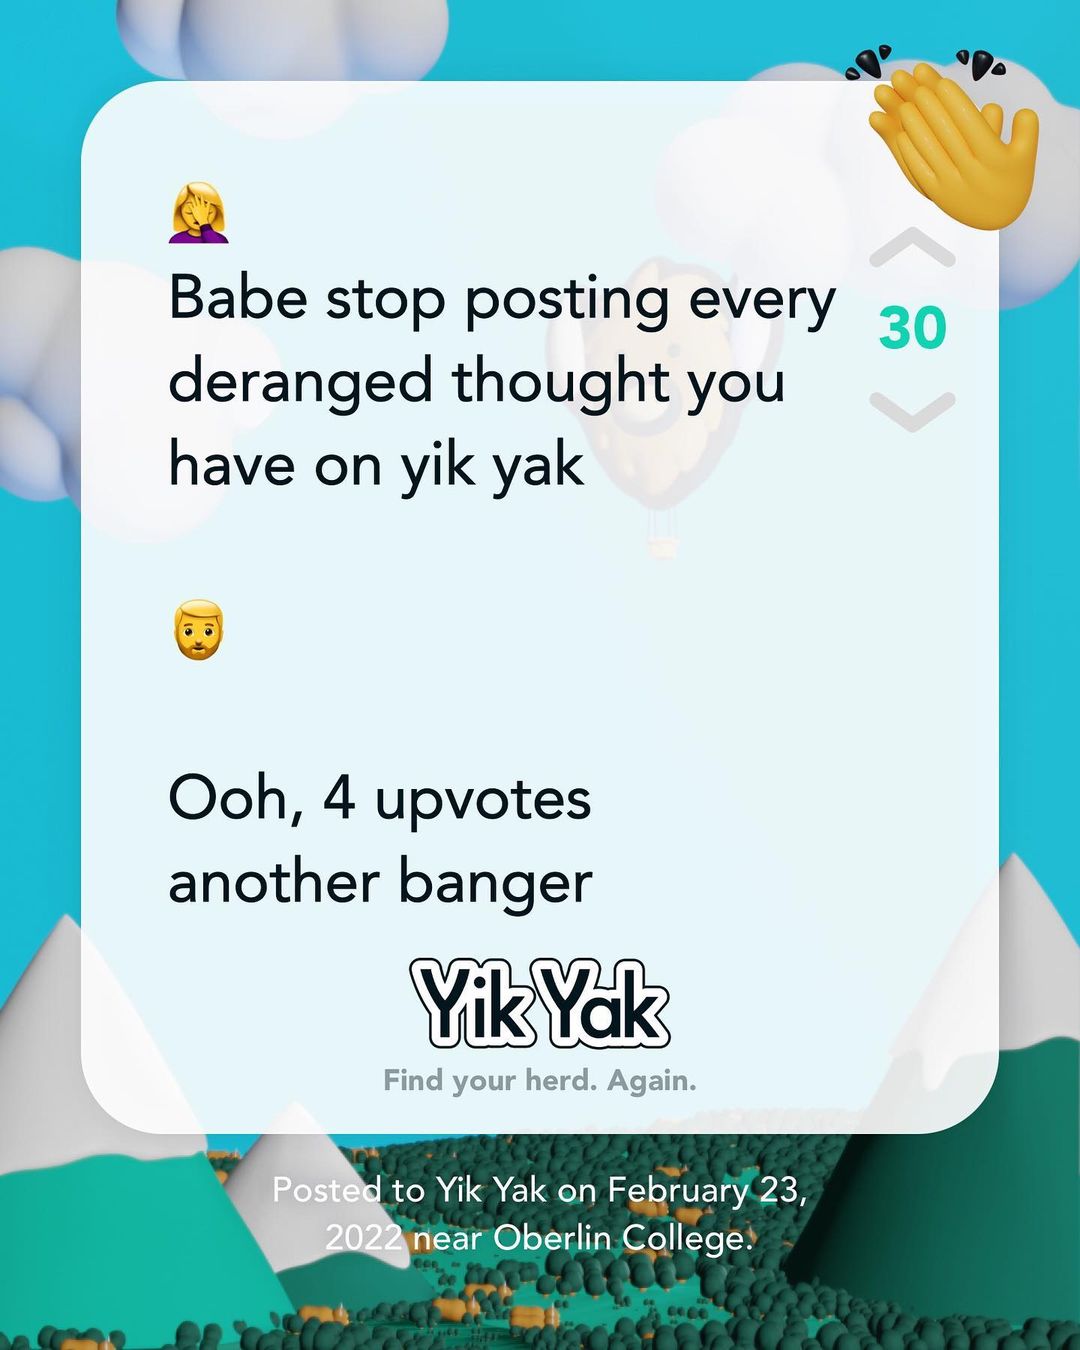 🤦‍♀️
Babe stop posting every
deranged thought you
have on yik yak
30
🧔‍♂️
Ooh, 4 upvotes
another banger
Yik Yak
Find your herd. Again.
Posted to Yik Yak on February 23,
2022 near Oberlin College.